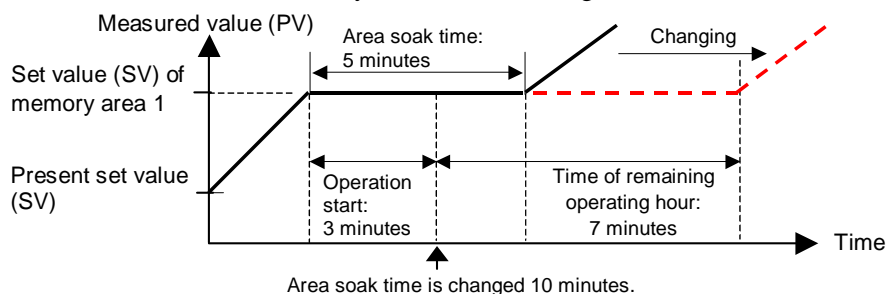 Measured value (PV)
Area soak time:
5 minutes
Changing
Set value (SV) of
memory area 1
Present set value
(SV)
Operation
start:
3 minutes
Time of remaining
operating hour:
7 minutes
Time
Area soak time is changed 10 minutes.